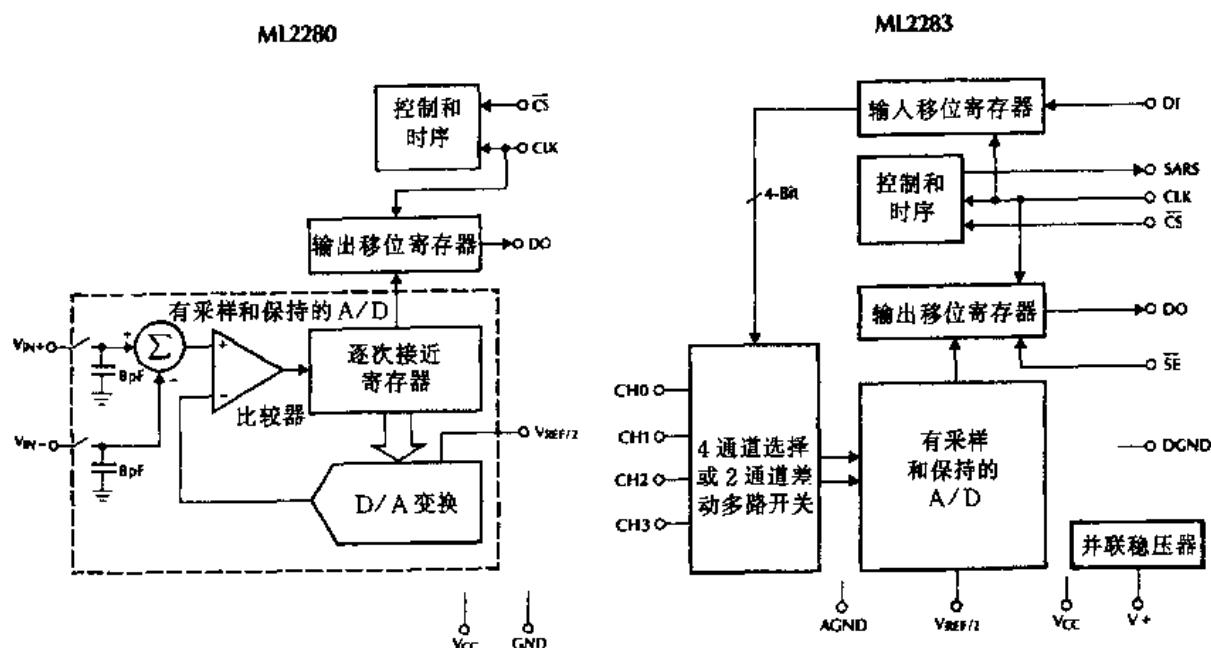 ML2280
控制和
时序
CS
CLK
输出移位寄存器
DO
有采样和保持的 A/D
VIN+
+
Σ
-
8pF
+
-
比较器
逐次接近
寄存器
VIN-
8pF
VREF/2
D/A 变换
VCC
GND
ML2283
输人移位寄存器
DI
4-Bit
控制和
时序
SARS
CLK
CS
输出移位寄存器
DO
SE
CH0
CH1
CH2
CH3
4 通道选择
或 2 通道差
动多路开关
有采样
和保持的
A/D
DGND
并联稳压器
AGND
VREF/2
VCC
V+